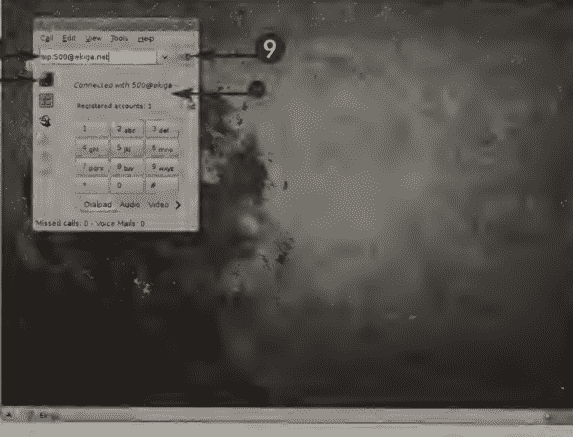 Call Edit View Tools Help
sip:500@ekiga.net
9
Connected with 500@ekiga
Registered accounts: 1
1 2 abc 3 def
4 ghi 5 jkl 6 mno
7 pqrs 8 tuv 9 wxyz
* 0 #
Dialpad Audio Video
Missed calls: 0 - Voice Mails: 0